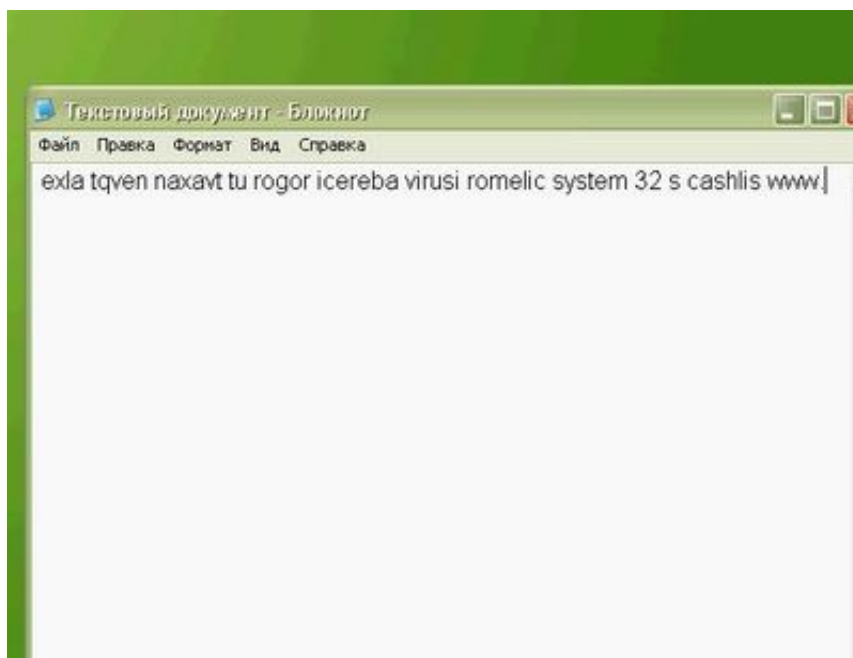 Текстовый документ - Блокнот
Файл Правка Формат Вид Справка
exla tqven naxavt tu rogor icereba virusi romelic system 32 s cashlis www.